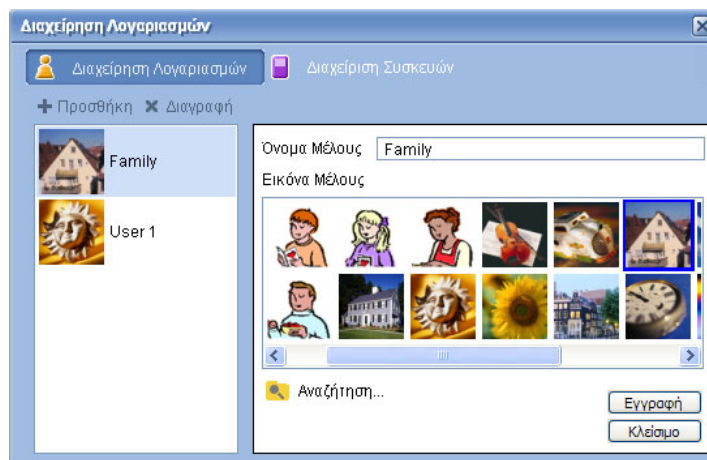 Διαχείρηση Λογαριασμών
Διαχείρηση Λογαριασμών Διαχείριση Συσκευών
Προσθήκη Διαγραφή
Όνομα Μέλους Family
Family
Εικόνα Μέλους
User 1
Αναζήτηση...
Εγγραφή
Κλείσιμο